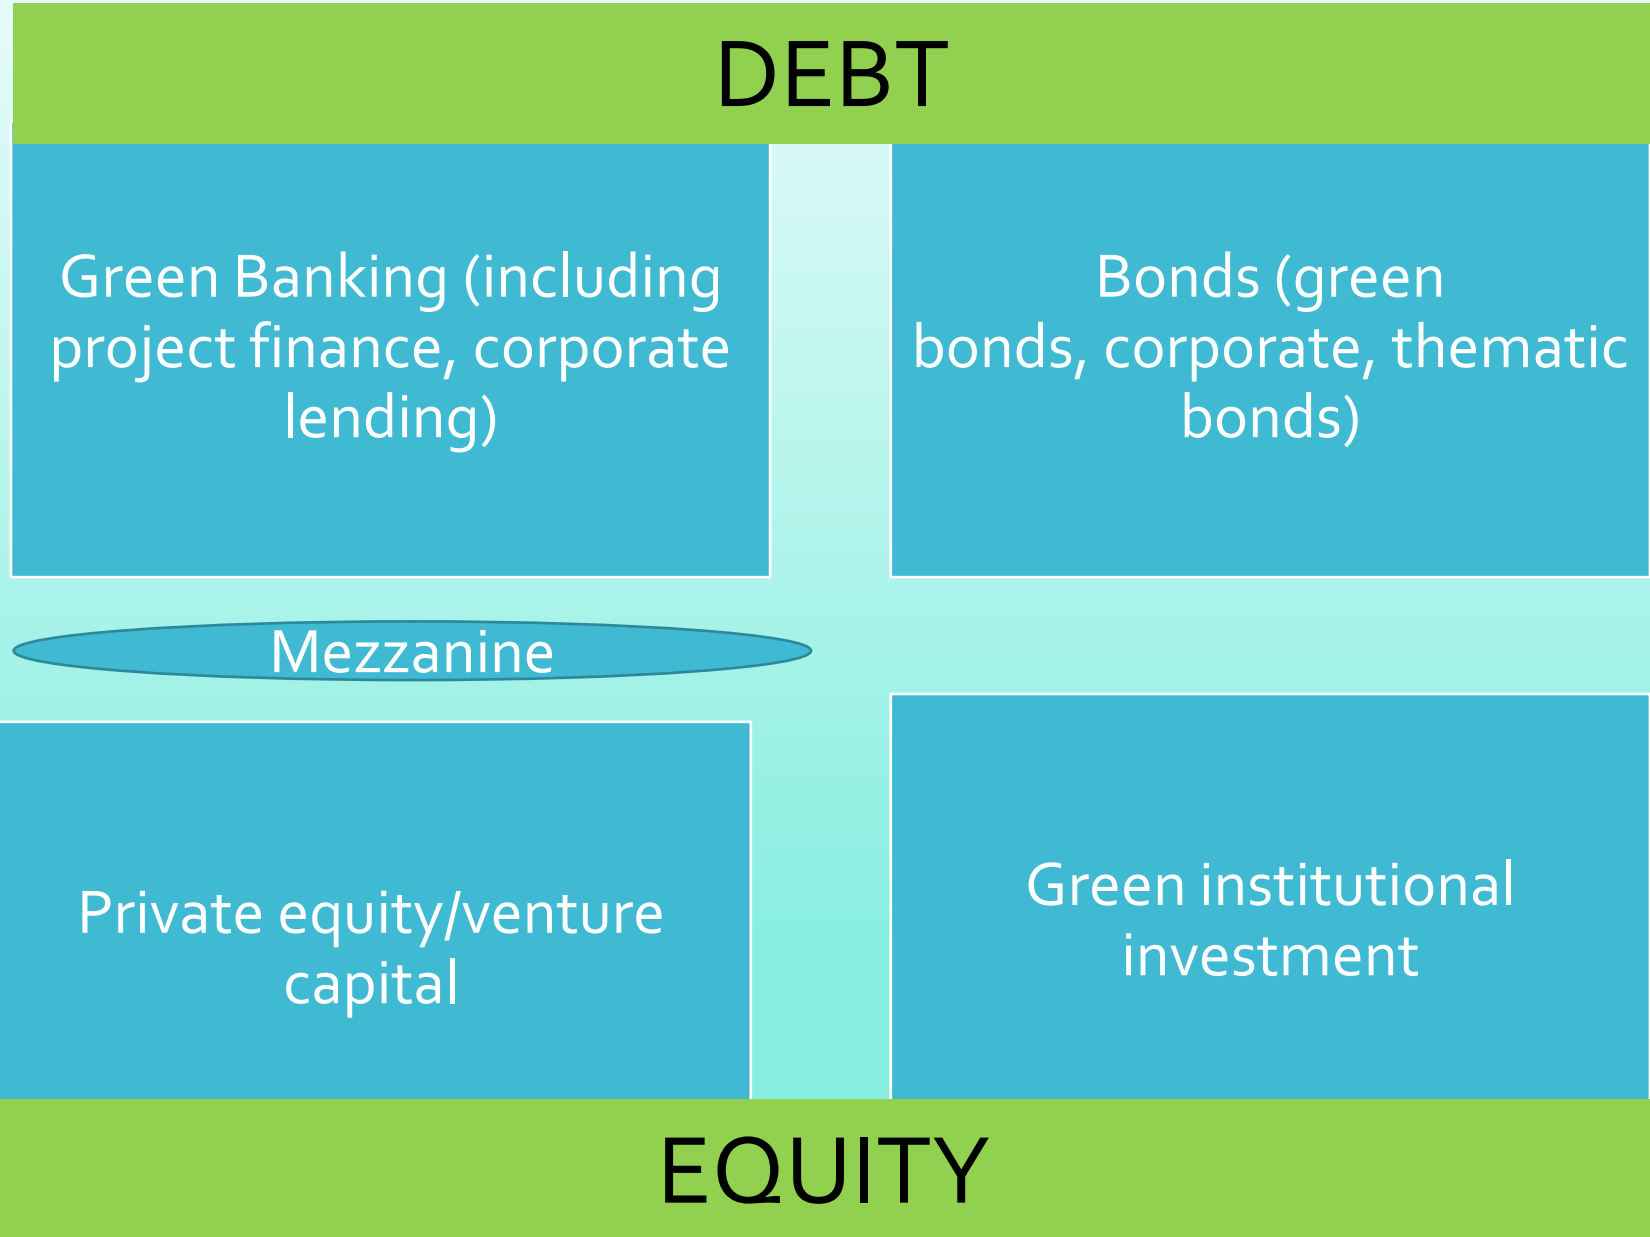 DEBT
Green Banking (including
project finance, corporate
lending)
Bonds (green
bonds, corporate, thematic
bonds)
Mezzanine
Private equity/venture
capital
Green institutional
investment
EQUITY